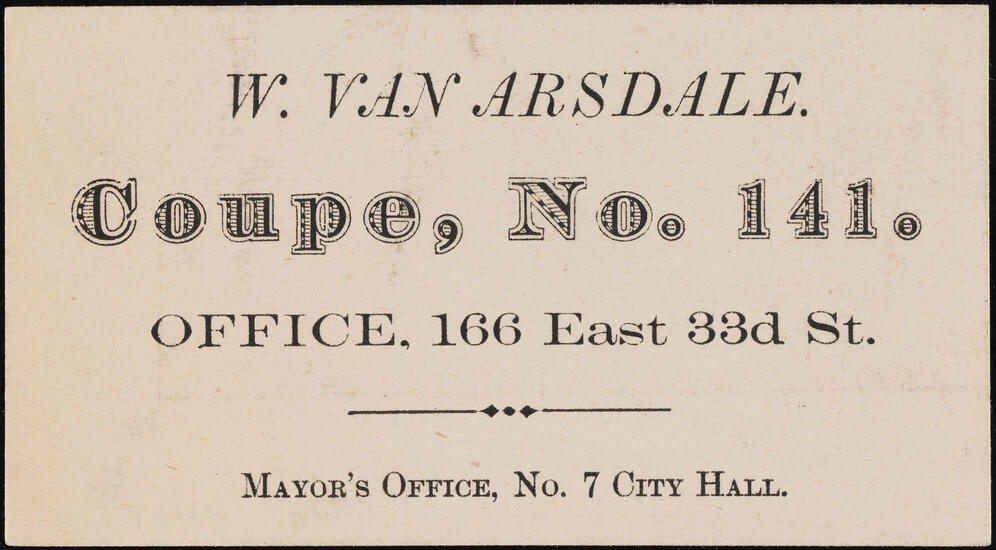 W. VAN ARSDALE.
Coupe, No. 141.
OFFICE, 166 East 33d St.
MAYOR'S OFFICE, NO. 7 CITY HALL.